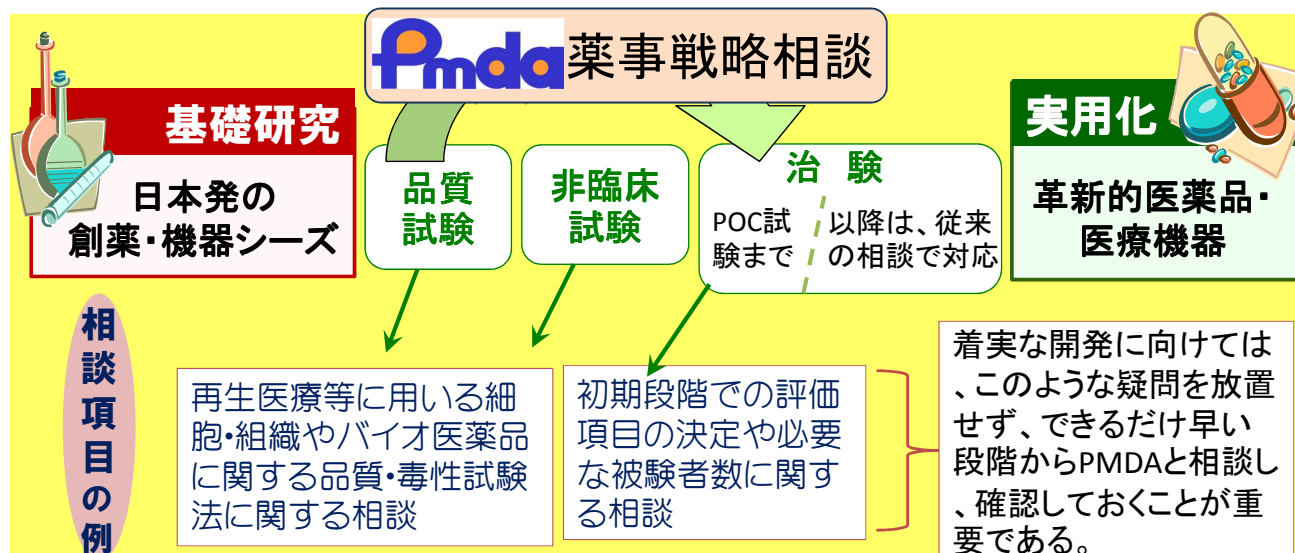 Pmda 薬事戦略相談
基礎研究
日本発の
創薬・機器シーズ
品質
試験
非臨床
試験
治　験
POC試
験まで
以降は、従来
の相談で対応
実用化
革新的医薬品・
医療機器
相談項目の例
再生医療等に用いる細
胞・組織やバイオ医薬品
に関する品質・毒性試験
法に関する相談
初期段階での評価
項目の決定や必要
な被験者数に関す
る相談
着実な開発に向けては
、このような疑問を放置
せず、できるだけ早い
段階からPMDAと相談し
、確認しておくことが重
要である。